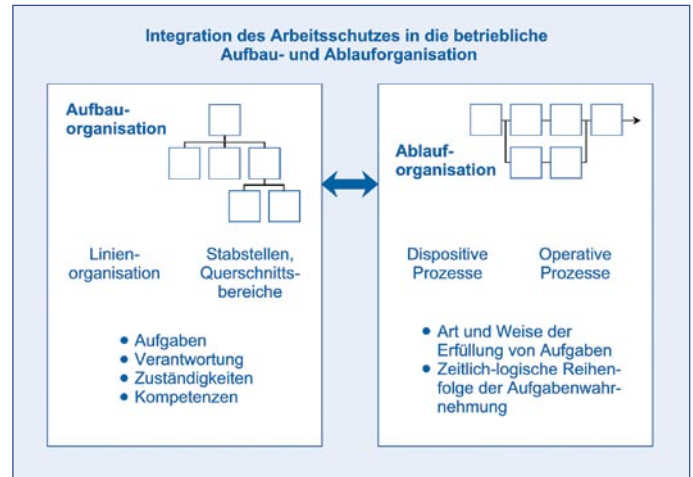 Integration des Arbeitsschutzes in die betriebliche
Aufbau- und Ablauforganisation
Aufbau-
organisation
Linien-
organisation
Stabstellen,
Querschnitts-
bereiche
• Aufgaben
• Verantwortung
• Zuständigkeiten
• Kompetenzen
Ablauf-
organisation
Dispositive
Prozesse
Operative
Prozesse
• Art und Weise der
Erfüllung von Aufgaben
• Zeitlich-logische Reihen-
folge der Aufgabenwahr-
nehmung